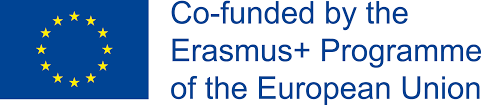 Co-funded by the
Erasmus+ Programme
of the European Union